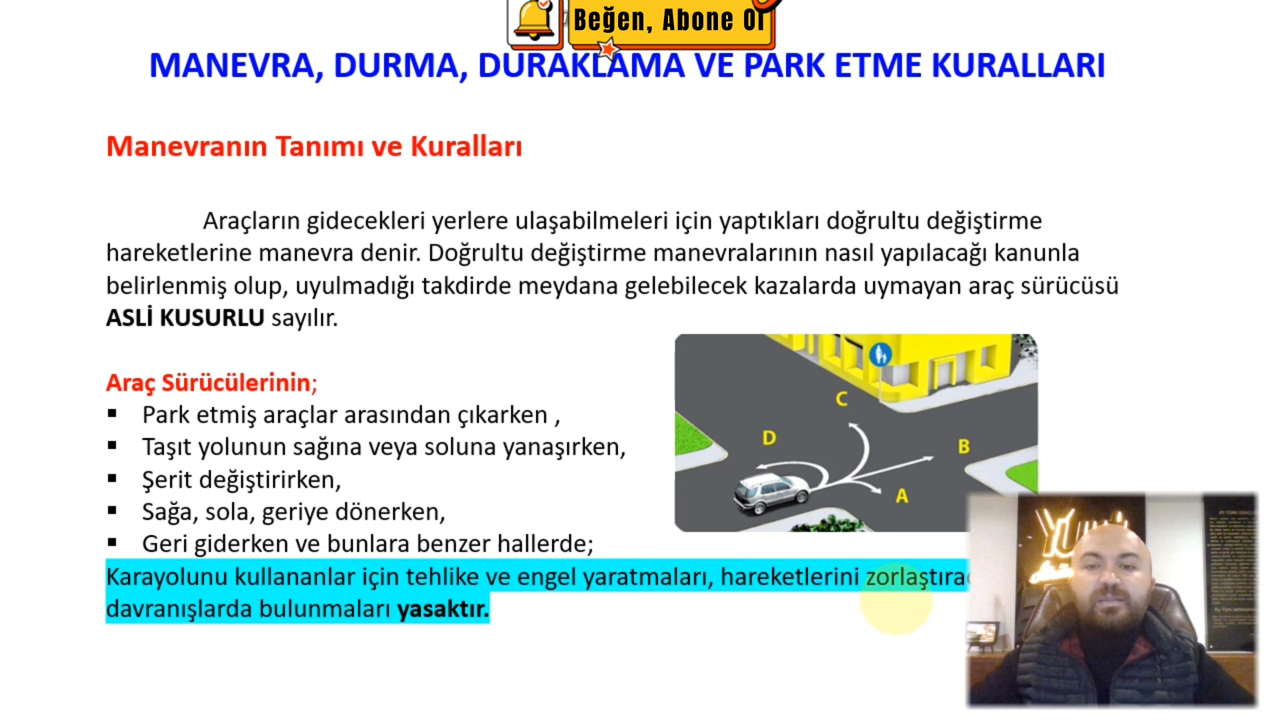 Beğen, Abone Ol
MANEVRA, DURMA, DURAKLAMA VE PARK ETME KURALLARI
Manevranın Tanımı ve Kuralları
Araçların gidecekleri yerlere ulaşabilmeleri için yaptıkları doğrultu değiştirme
hareketlerine manevra denir. Doğrultu değiştirme manevralarının nasıl yapılacağı kanunla
belirlenmiş olup, uyulmadığı takdirde meydana gelebilecek kazalarda uymayan araç sürücüsü
ASLİ KUSURLU sayılır.
Araç Sürücülerinin;
▪ Park etmiş araçlar arasından çıkarken ,
▪ Taşıt yolunun sağına veya soluna yanaşırken,
▪ Şerit değiştirirken,
▪ Sağa, sola, geriye dönerken,
▪ Geri giderken ve bunlara benzer hallerde;
Karayolunu kullananlar için tehlike ve engel yaratmaları, hareketlerini
davranışlarda bulunmaları yasaktır.
C
D
B
A